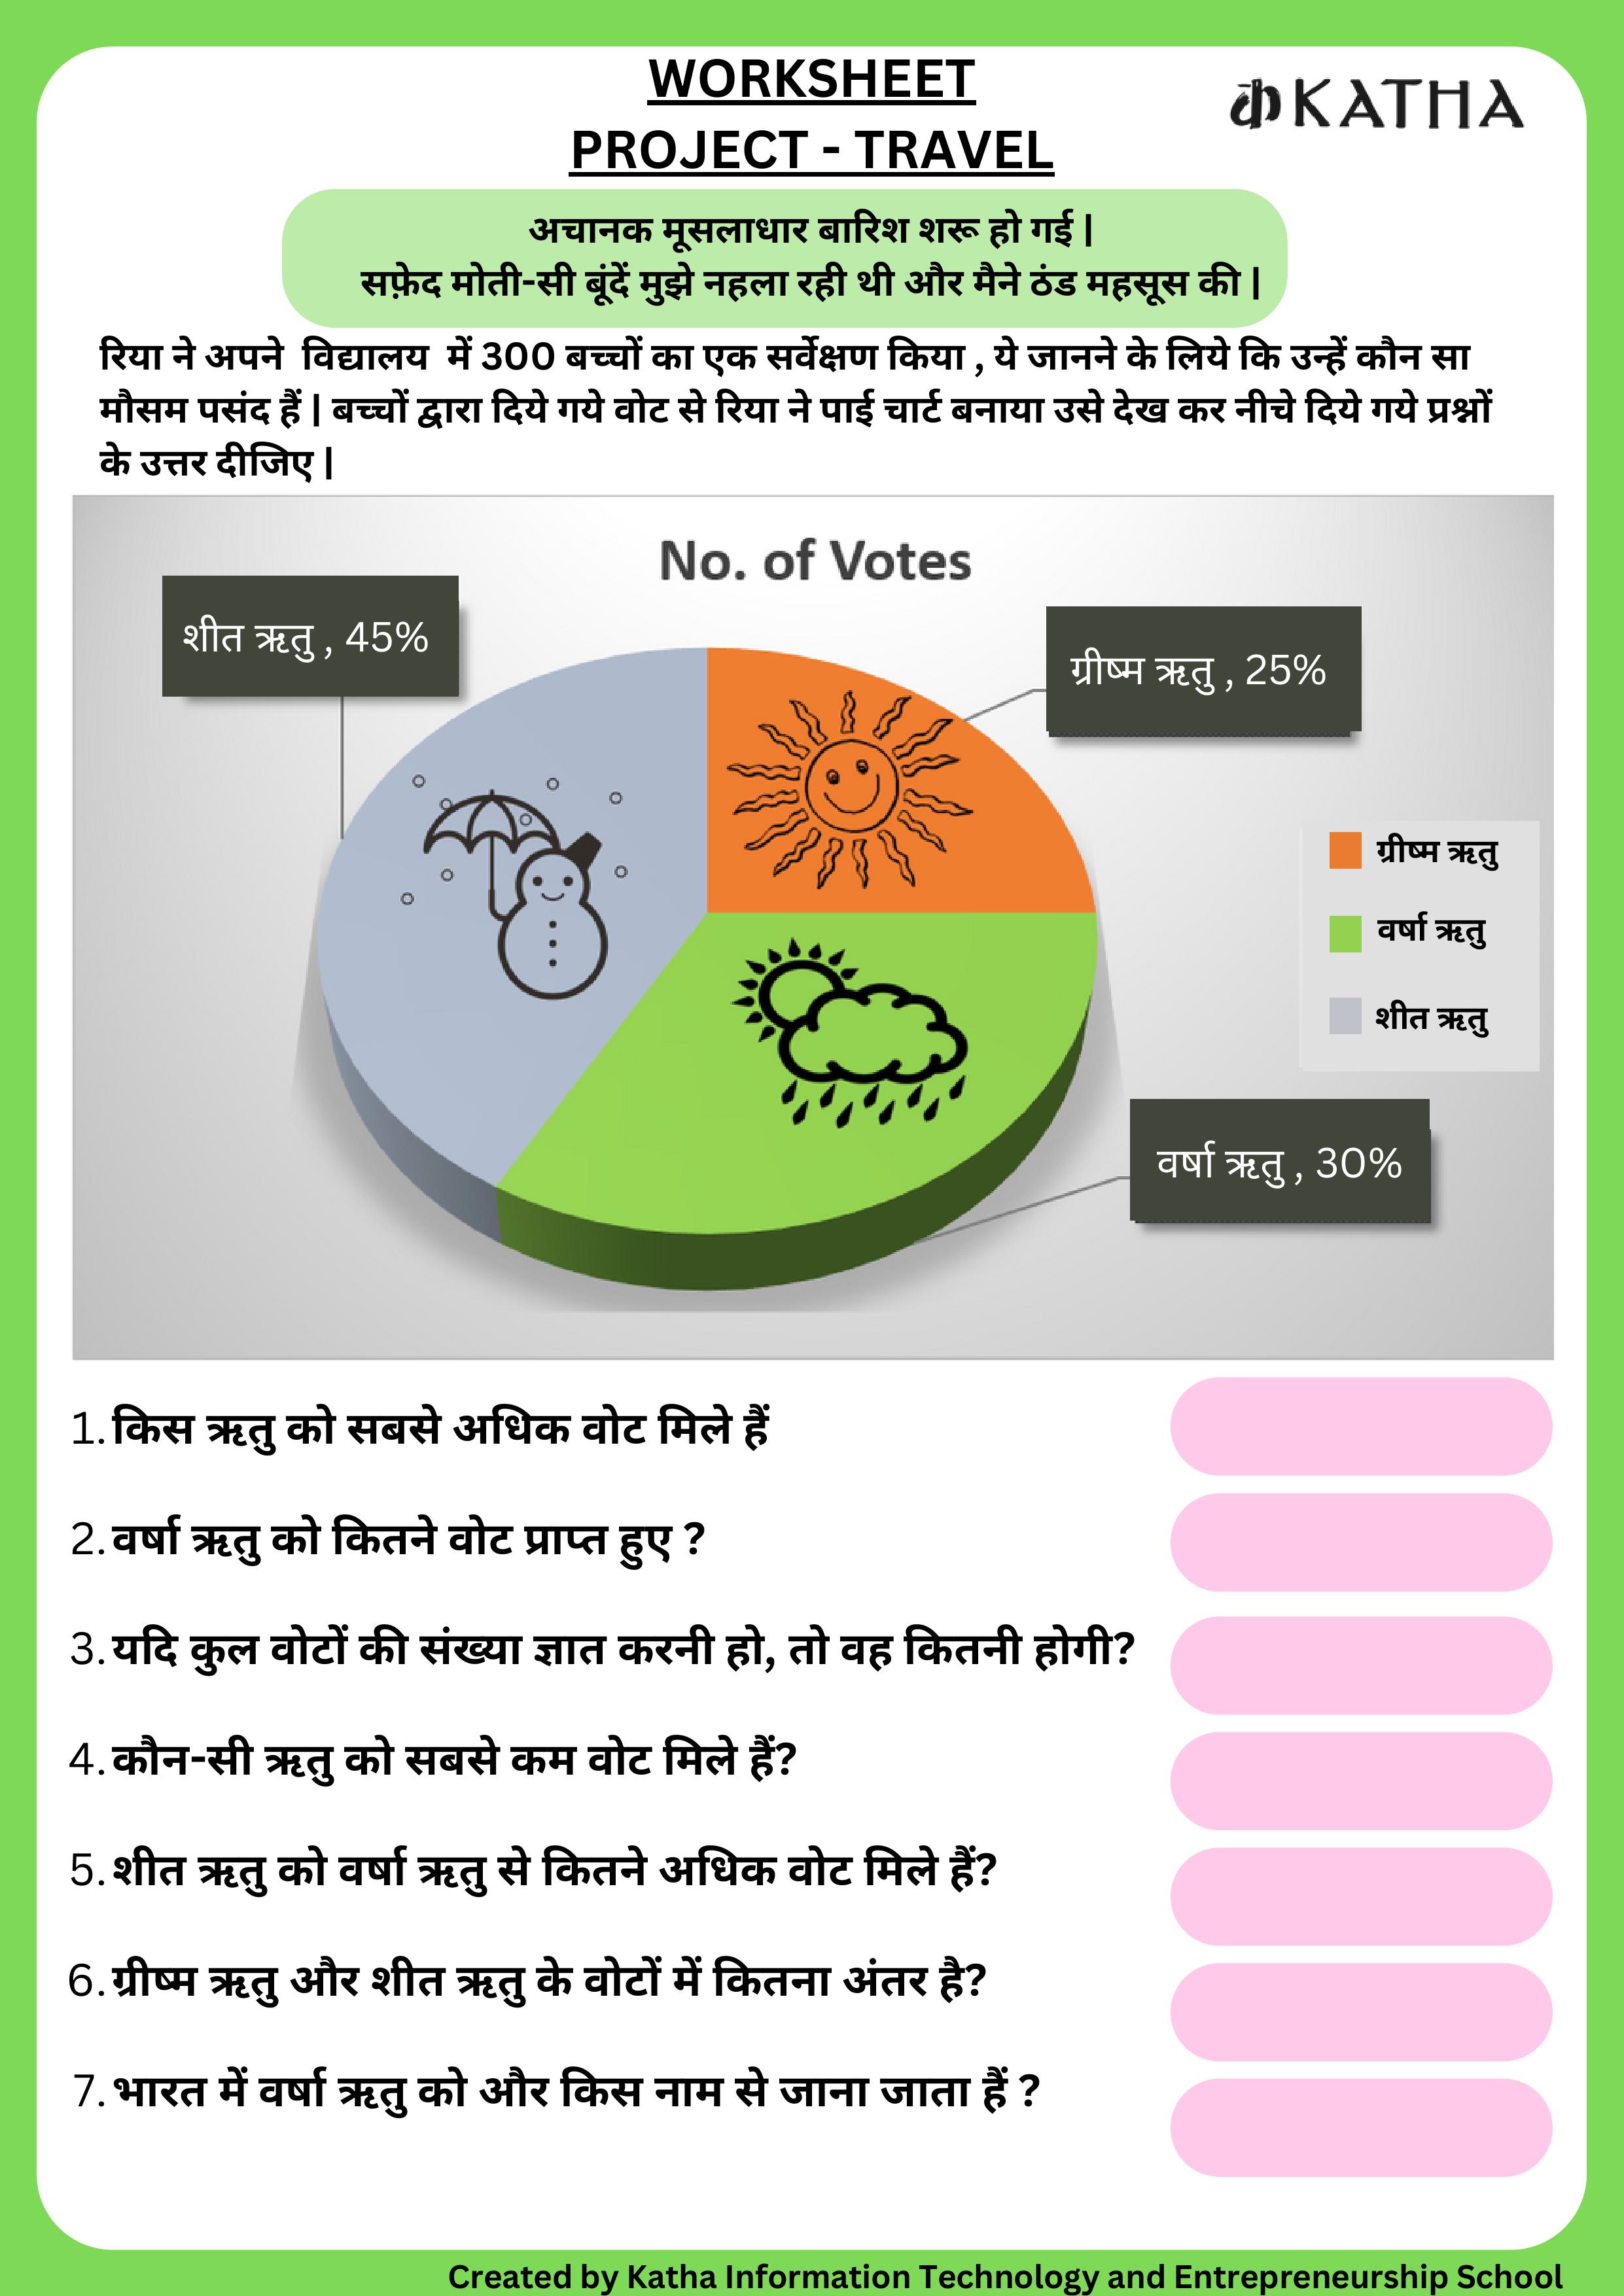 WORKSHEET
PROJECT - TRAVEL
कKATHA
अचानक मूसलाधार बारिश शरू हो गई |
सफ़ेद मोती-सी बूंदें मुझे नहला रही थी और मैने ठंड महसूस की |
रिया ने अपने विद्यालय में 300 बच्चों का एक सर्वेक्षण किया , ये जानने के लिये कि उन्हें कौन सा
मौसम पसंद हैं | बच्चों द्वारा दिये गये वोट से रिया ने पाई चार्ट बनाया उसे देख कर नीचे दिये गये प्रश्नों
के उत्तर दीजिए |
No. of Votes
शीत ऋतु , 45%
ग्रीष्म ऋतु , 25%
ग्रीष्म ऋतु
वर्षा ऋतु
शीत ऋतु
वर्षा ऋतु , 30%
1. किस ऋतु को सबसे अधिक वोट मिले हैं
2. वर्षा ऋतु को कितने वोट प्राप्त हुए ?
3. यदि कुल वोटों की संख्या ज्ञात करनी हो, तो वह कितनी होगी?
4. कौन-सी ऋतु को सबसे कम वोट मिले हैं?
5. शीत ऋतु को वर्षा ऋतु से कितने अधिक वोट मिले हैं?
6. ग्रीष्म ऋतु और शीत ऋतु के वोटों में कितना अंतर है?
7. भारत में वर्षा ऋतु को और किस नाम से जाना जाता हैं ?
Created by Katha Information Technology and Entrepreneurship School